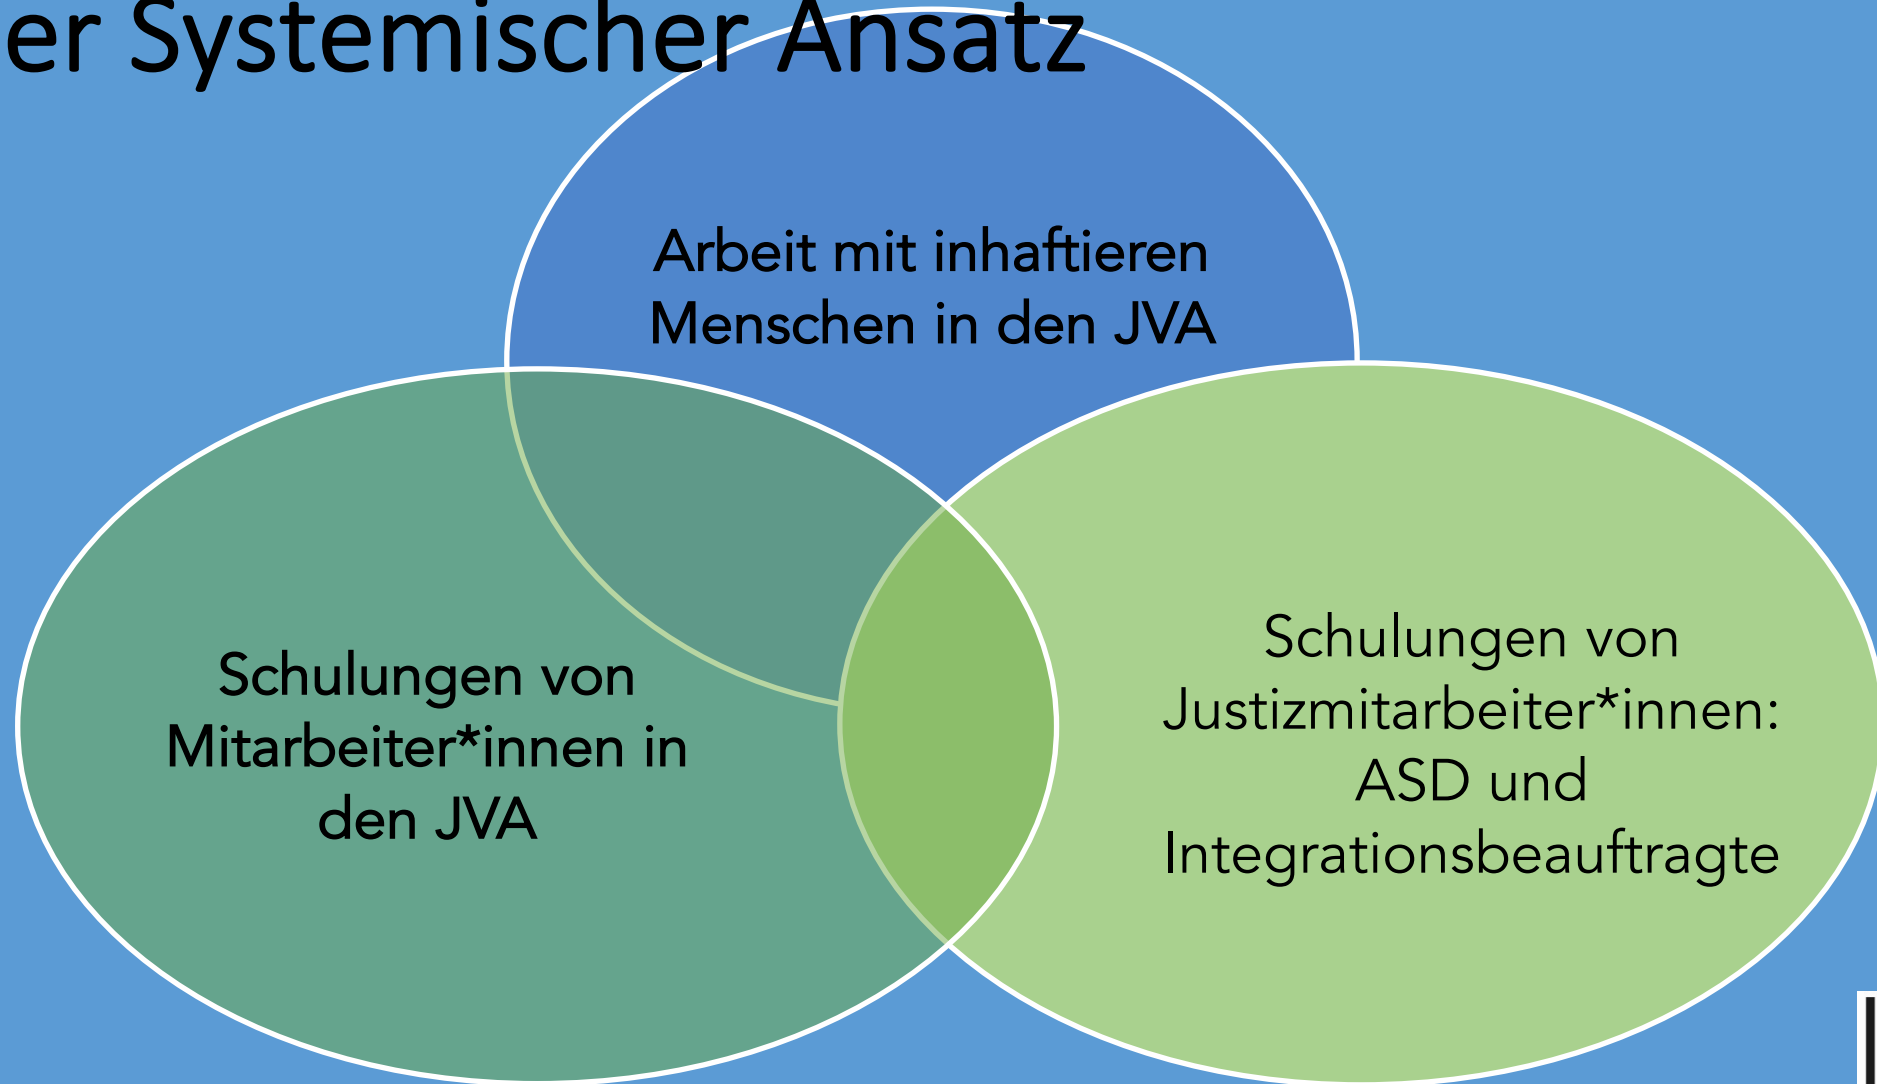 er Systemischer Ansatz
Arbeit mit inhaftieren
Menschen in den JVA
Schulungen von
Mitarbeiter*innen in
den JVA
Schulungen von
Justizmitarbeiter*innen:
ASD und
Integrationsbeauftragte